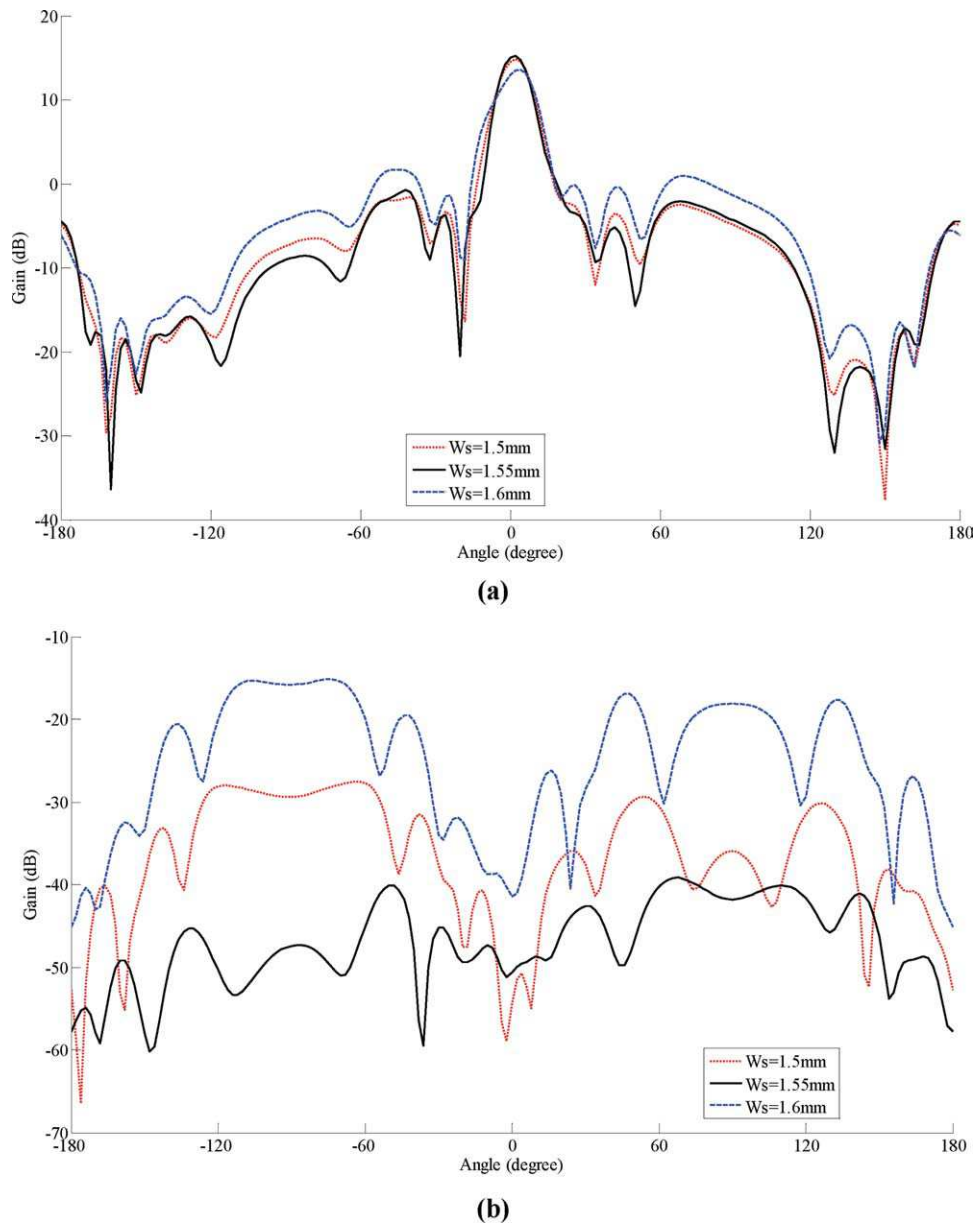 20
10
0
-10
-20
-30
-40
Gain (dB)
Ws=1.5mm
Ws=1.55mm
Ws=1.6mm
-180 -120 -60 0 60 120 180
Angle (degree)
(a)
-10
-20
-30
-40
-50
-60
-70
Gain (dB)
Ws=1.5mm
Ws=1.55mm
Ws=1.6mm
-180 -120 -60 0 60 120 180
Angle (degree)
(b)